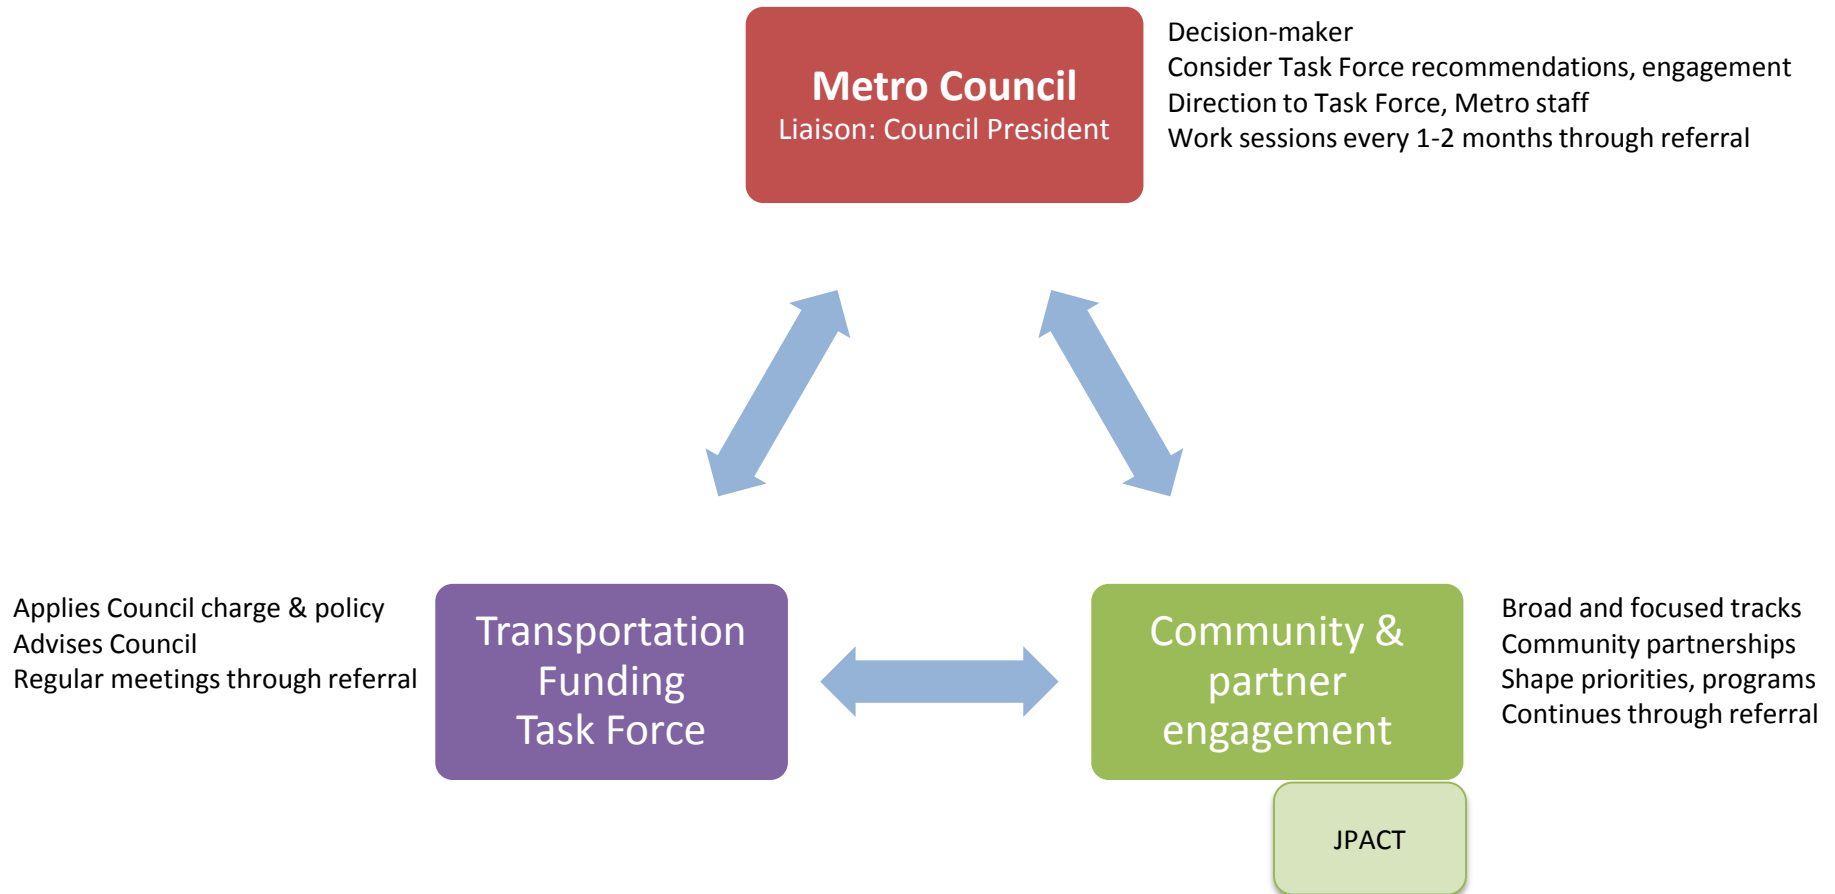 Metro Council
Liaison: Council President
Decision-maker
Consider Task Force recommendations, engagement
Direction to Task Force, Metro staff
Work sessions every 1-2 months through referral
Applies Council charge & policy
Advises Council
Regular meetings through referral
Transportation
Funding
Task Force
Community &
partner
engagement
Broad and focused tracks
Community partnerships
Shape priorities, programs
Continues through referral
JPACT